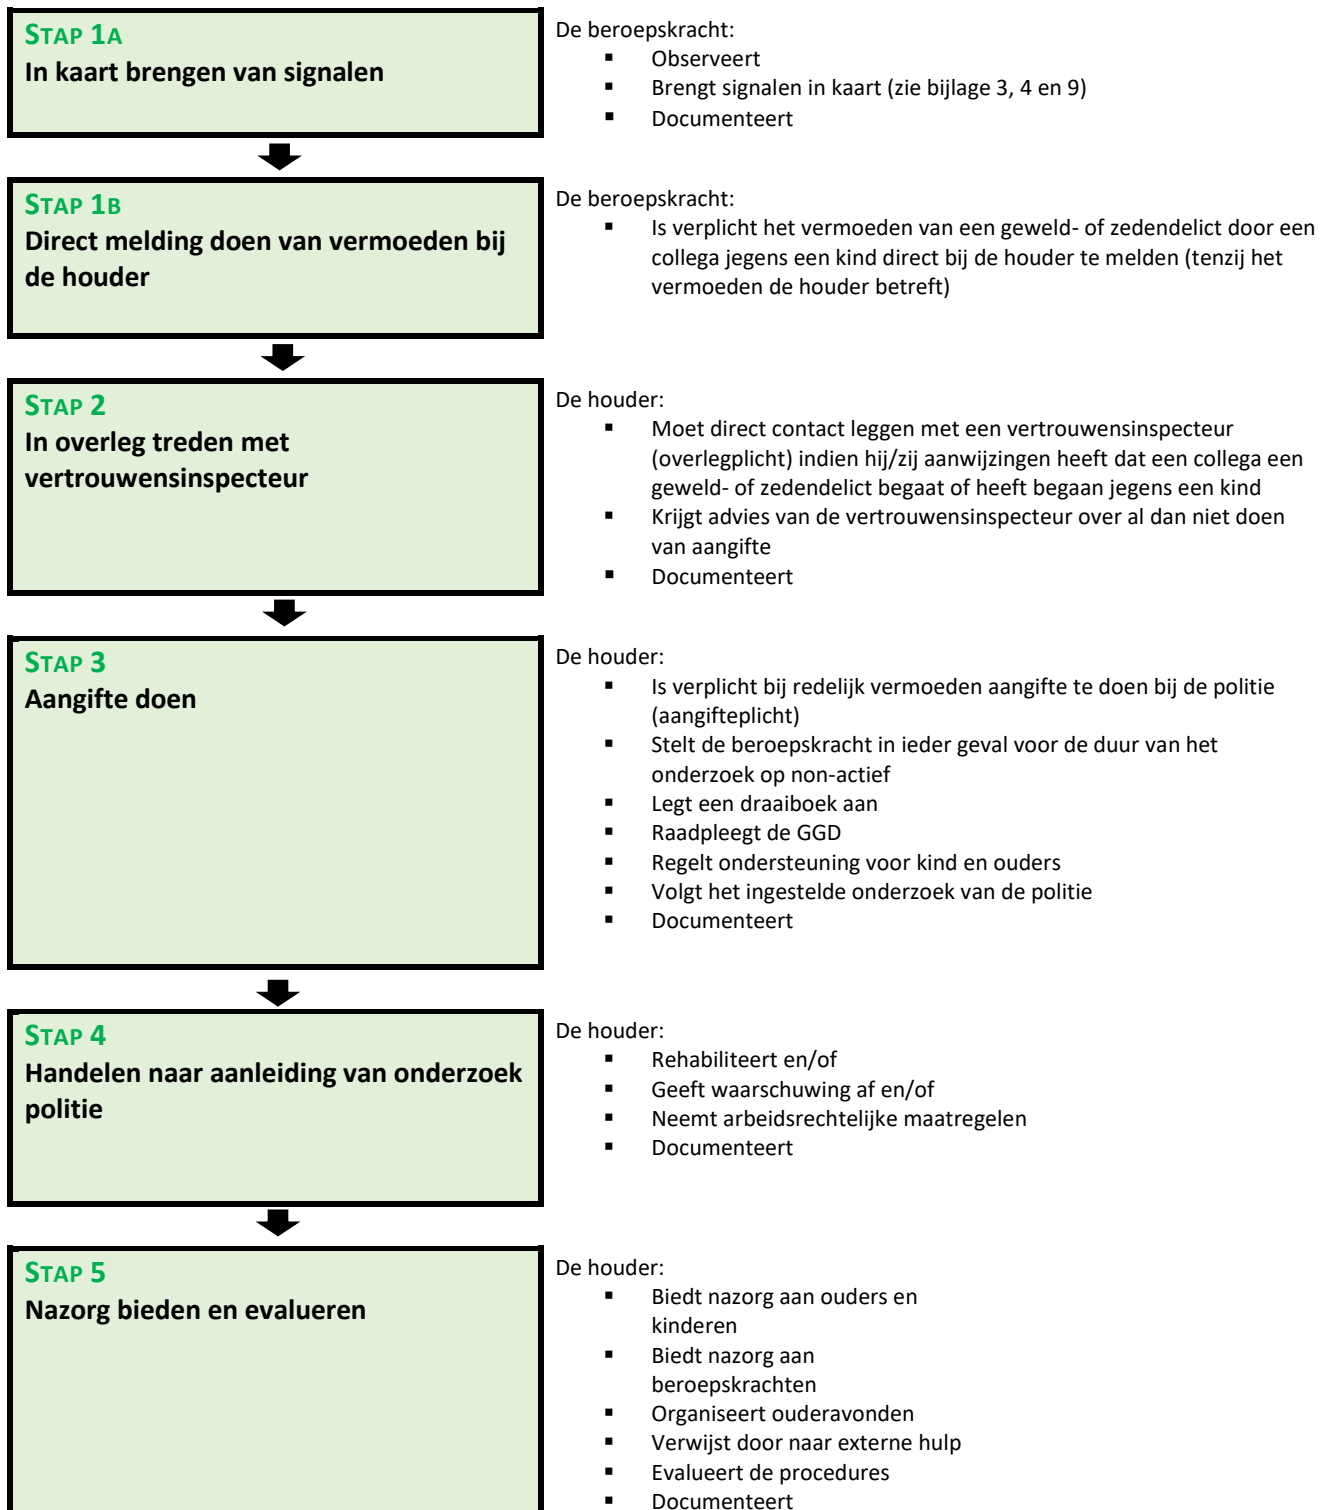 STAP 1A
In kaart brengen van signalen
De beroepskracht:
▪ Observeert
▪ Brengt signalen in kaart (zie bijlage 3, 4 en 9)
▪ Documenteert
STAP 1B
Direct melding doen van vermoeden bij
de houder
De beroepskracht:
▪ Is verplicht het vermoeden van een geweld- of zedendelict door een
collega jegens een kind direct bij de houder te melden (tenzij het
vermoeden de houder betreft)
STAP 2
In overleg treden met
vertrouwensinspecteur
De houder:
▪ Moet direct contact leggen met een vertrouwensinspecteur
(overlegplicht) indien hij/zij aanwijzingen heeft dat een collega een
geweld- of zedendelict begaat of heeft begaan jegens een kind
▪ Krijgt advies van de vertrouwensinspecteur over al dan niet doen
van aangifte
▪ Documenteert
STAP 3
Aangifte doen
De houder:
▪ Is verplicht bij redelijk vermoeden aangifte te doen bij de politie
(aangifteplicht)
▪ Stelt de beroepskracht in ieder geval voor de duur van het
onderzoek op non-actief
▪ Legt een draaiboek aan
▪ Raadpleegt de GGD
▪ Regelt ondersteuning voor kind en ouders
▪ Volgt het ingestelde onderzoek van de politie
▪ Documenteert
STAP 4
Handelen naar aanleiding van onderzoek
politie
De houder:
▪ Rehabiliteert en/of
▪ Geeft waarschuwing af en/of
▪ Neemt arbeidsrechtelijke maatregelen
▪ Documenteert
STAP 5
Nazorg bieden en evalueren
De houder:
▪ Biedt nazorg aan ouders en
kinderen
▪ Biedt nazorg aan
beroepskrachten
▪ Organiseert ouderavonden
▪ Verwijst door naar externe hulp
▪ Evalueert de procedures
▪ Documenteert